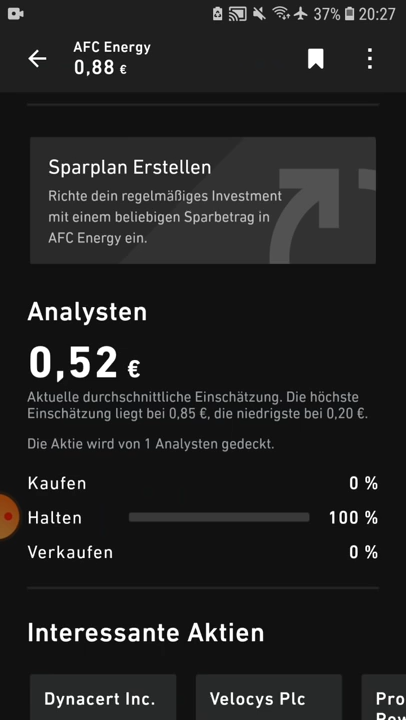 37% 20:27
AFC Energy
0,88 €
Sparplan Erstellen
Richte dein regelmäßiges Investment
mit einem beliebigen Sparbetrag in
AFC Energy ein.
Analysten
0,52 €
Aktuelle durchschnittliche Einschätzung. Die höchste
Einschätzung liegt bei 0,85 €, die niedrigste bei 0,20 €.
Die Aktie wird von 1 Analysten gedeckt.
Kaufen 0 %
Halten 100 %
Verkaufen 0 %
Interessante Aktien
Dynacert Inc. Velocys Plc Pro